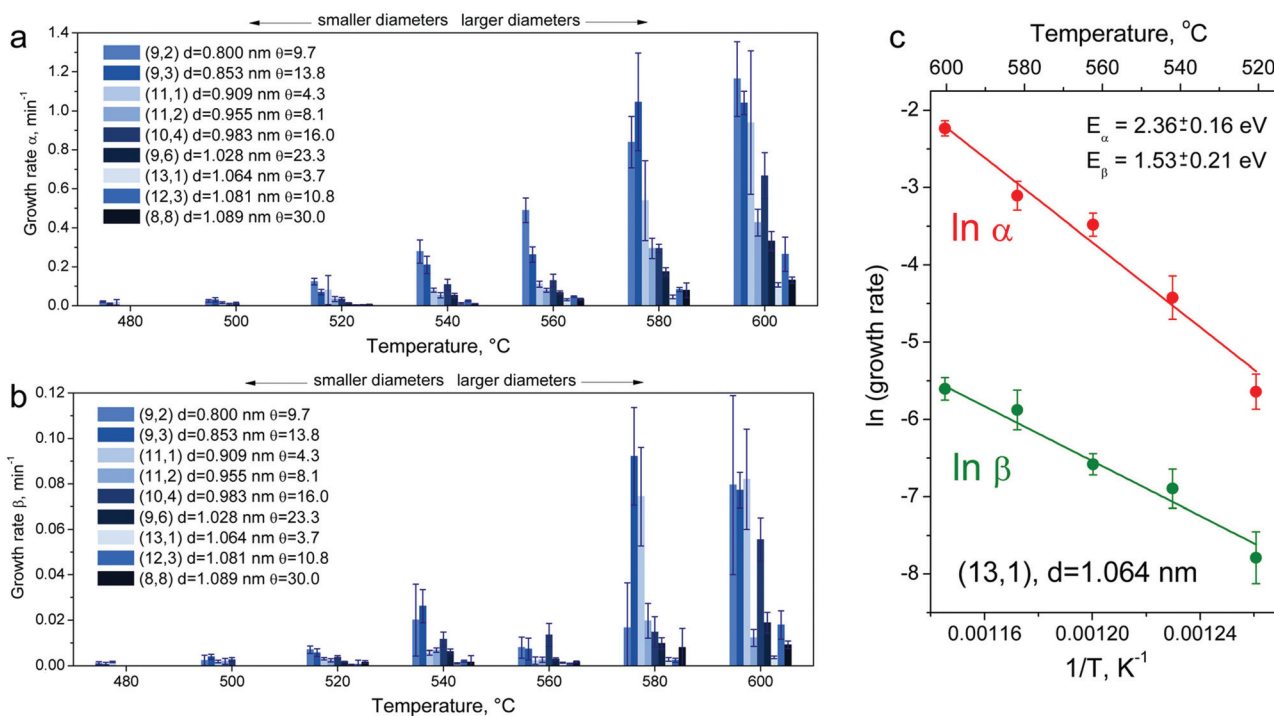 smaller diameters larger diameters
a
1.4
1.2
1.0
0.8
0.6
0.4
0.2
0.0
Growth rate α, min⁻¹
(9,2) d=0.800 nm θ=9.7
(9,3) d=0.853 nm θ=13.8
(11,1) d=0.909 nm θ=4.3
(11,2) d=0.955 nm θ=8.1
(10,4) d=0.983 nm θ=16.0
(9,6) d=1.028 nm θ=23.3
(13,1) d=1.064 nm θ=3.7
(12,3) d=1.081 nm θ=10.8
(8,8) d=1.089 nm θ=30.0
480 500 520 540 560 580 600
Temperature, °C
smaller diameters larger diameters
b
0.12
0.10
0.08
0.06
0.04
0.02
0.00
Growth rate β, min⁻¹
(9,2) d=0.800 nm θ=9.7
(9,3) d=0.853 nm θ=13.8
(11,1) d=0.909 nm θ=4.3
(11,2) d=0.955 nm θ=8.1
(10,4) d=0.983 nm θ=16.0
(9,6) d=1.028 nm θ=23.3
(13,1) d=1.064 nm θ=3.7
(12,3) d=1.081 nm θ=10.8
(8,8) d=1.089 nm θ=30.0
480 500 520 540 560 580 600
Temperature, °C
c
Temperature, °C
600 580 560 540 520
-2
-3
-4
-5
-6
-7
-8
ln (growth rate)
Eα = 2.36±0.16 eV
Eβ = 1.53±0.21 eV
ln α
ln β
(13,1), d=1.064 nm
0.00116 0.00120 0.00124
1/T, K⁻¹